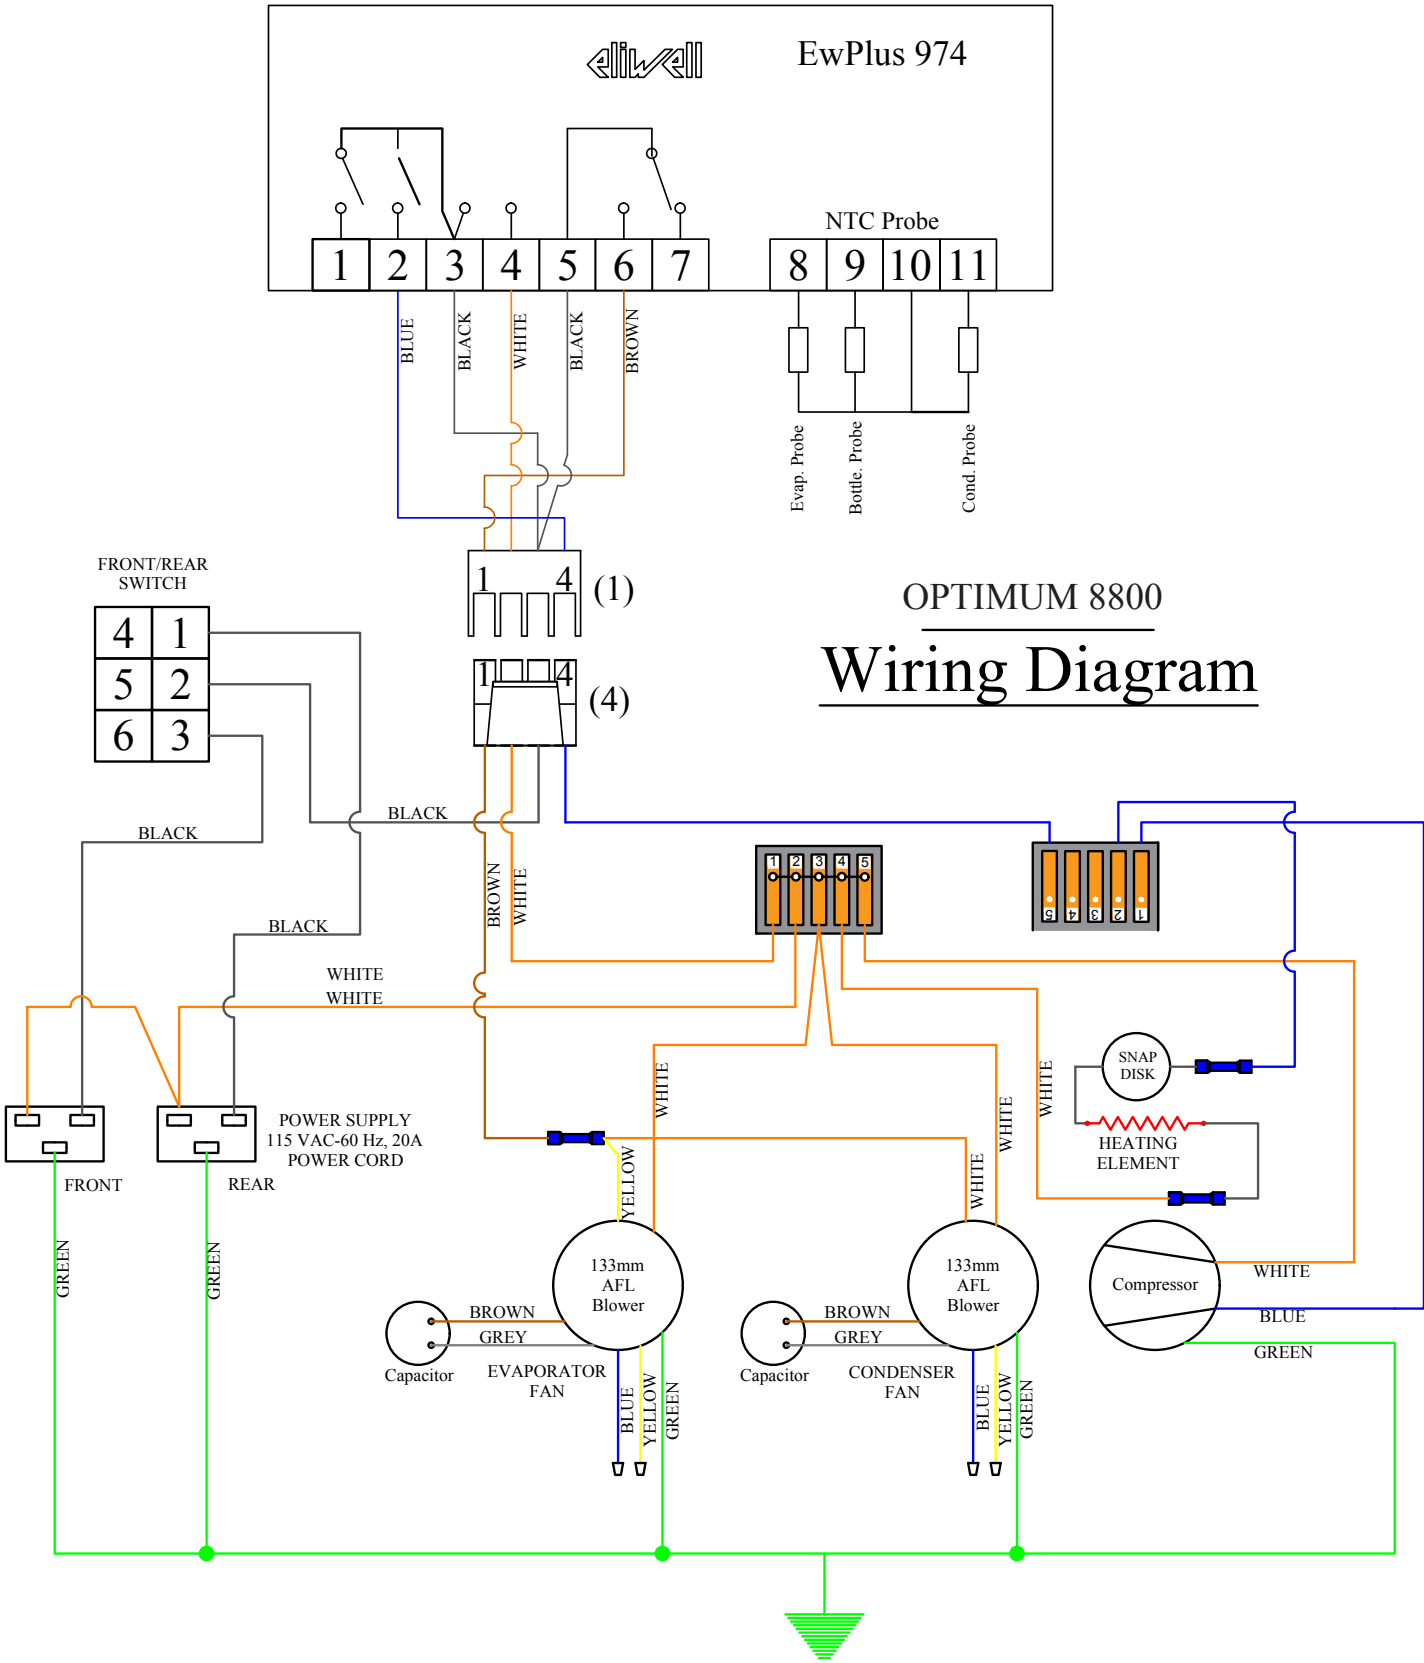 eliwell
EwPlus 974
NTC Probe
1 2 3 4 5 6 7
8 9 10 11
BLUE
BLACK
WHITE
BLACK
BROWN
Evap. Probe
Bottle. Probe
Cond. Probe
FRONT/REAR
SWITCH
4 1
5 2
6 3
1 4
(1)
1 4
(4)
OPTIMUM 8800
Wiring Diagram
BLACK
BLACK
BLACK
BROWN
WHITE
1 2 3 4 5
5 4 3 2 1
WHITE
WHITE
SNAP
DISK
HEATING
ELEMENT
WHITE
WHITE
WHITE
WHITE
YELLOW
POWER SUPPLY
115 VAC-60 Hz, 20A
POWER CORD
FRONT
REAR
GREEN
GREEN
133mm
AFL
Blower
133mm
AFL
Blower
Compressor
WHITE
BLUE
GREEN
BROWN
GREY
Capacitor
EVAPORATOR
FAN
BLUE
YELLOW
GREEN
BROWN
GREY
Capacitor
CONDENSER
FAN
BLUE
YELLOW
GREEN